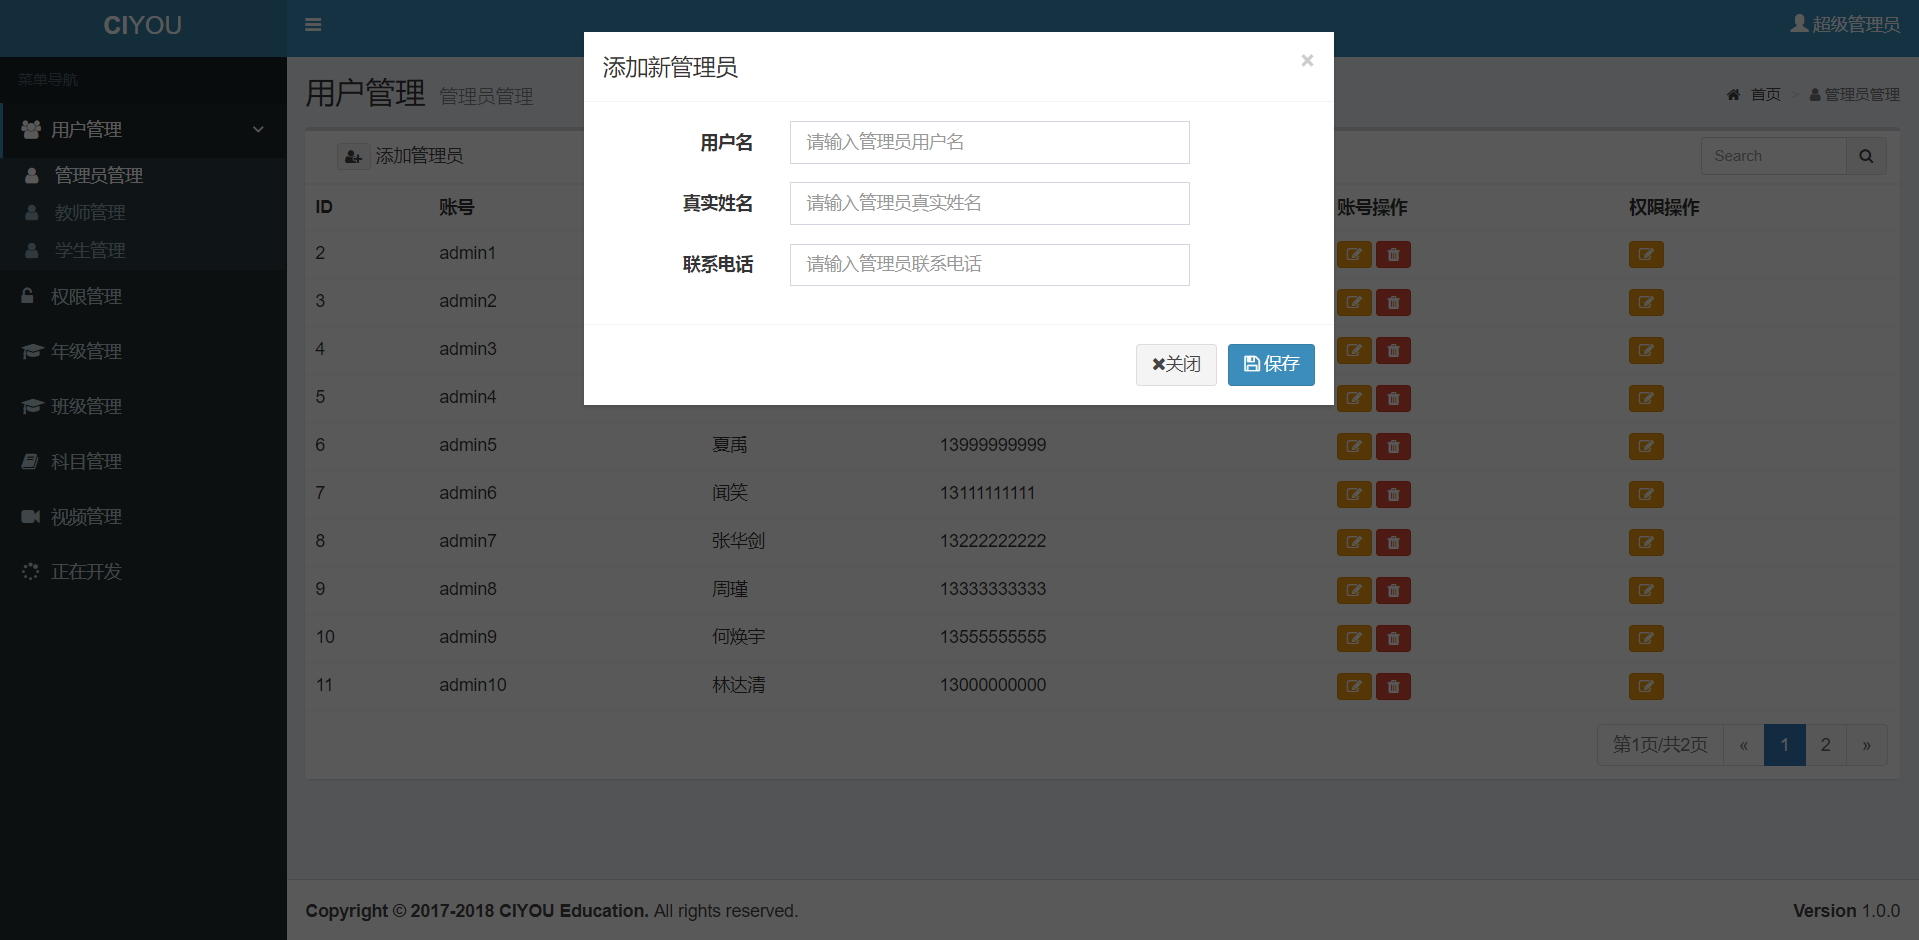 CIYOU
超级管理员
菜单导航
用户管理
管理员管理
教师管理
学生管理
权限管理
年级管理
班级管理
科目管理
视频管理
正在开发
用户管理 管理员管理
首页 > 管理员管理
添加管理员
Search
添加新管理员 ×
用户名 请输入管理员用户名
真实姓名 请输入管理员真实姓名
联系电话 请输入管理员联系电话
关闭 保存
ID 账号 账号操作 权限操作
2 admin1
3 admin2
4 admin3
5 admin4
6 admin5 夏禹 13999999999
7 admin6 闻笑 13111111111
8 admin7 张华剑 13222222222
9 admin8 周瑾 13333333333
10 admin9 何焕宇 13555555555
11 admin10 林达清 13000000000
第1页/共2页 « 1 2 »
Copyright © 2017-2018 CIYOU Education. All rights reserved.
Version 1.0.0